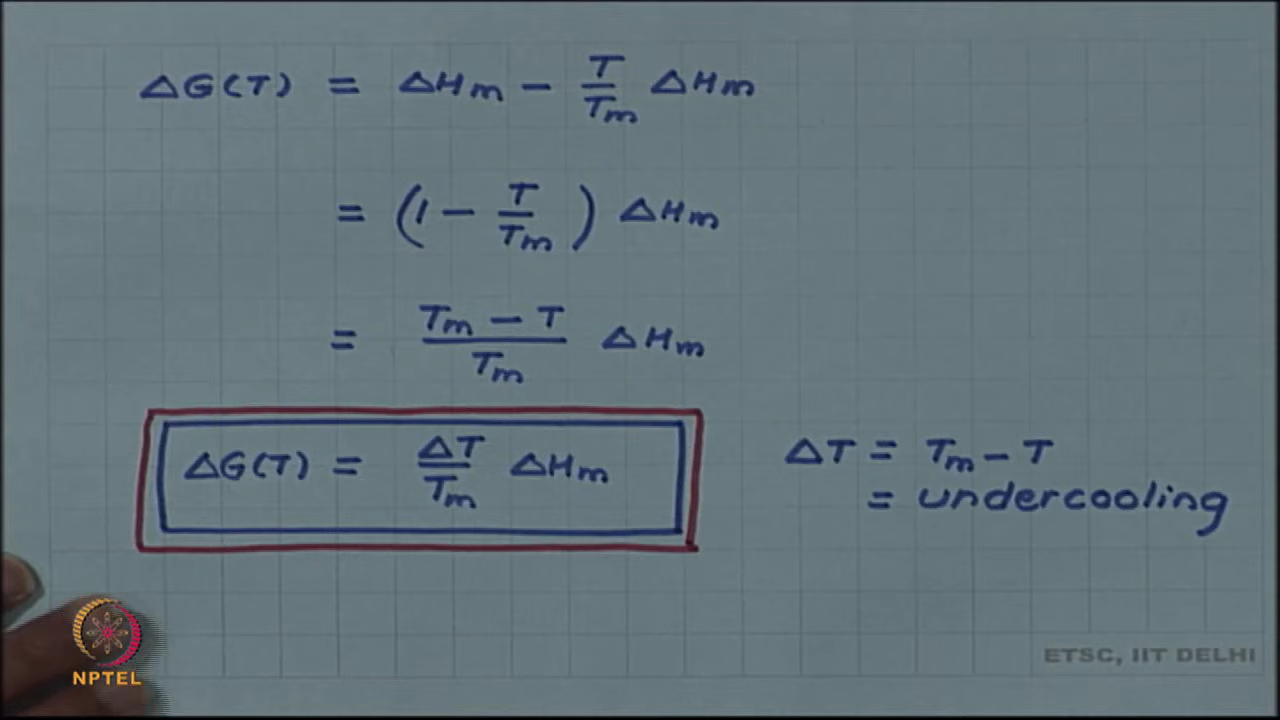 ΔG(T) = ΔHm − T/Tm ΔHm
= (1 − T/Tm) ΔHm
= (Tm − T)/Tm ΔHm
ΔG(T) = ΔT/Tm ΔHm
ΔT = Tm − T
= undercooling
NPTEL
ETSC, IIT DELHI